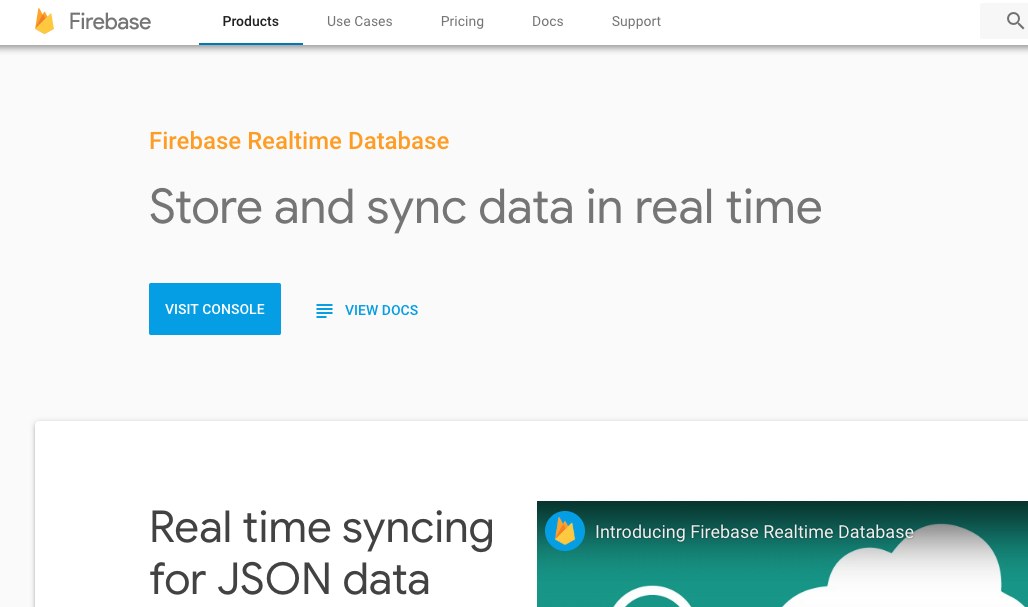 Firebase
Products
Use Cases
Pricing
Docs
Support
Firebase Realtime Database
Store and sync data in real time
VISIT CONSOLE
VIEW DOCS
Real time syncing
for JSON data
Introducing Firebase Realtime Database